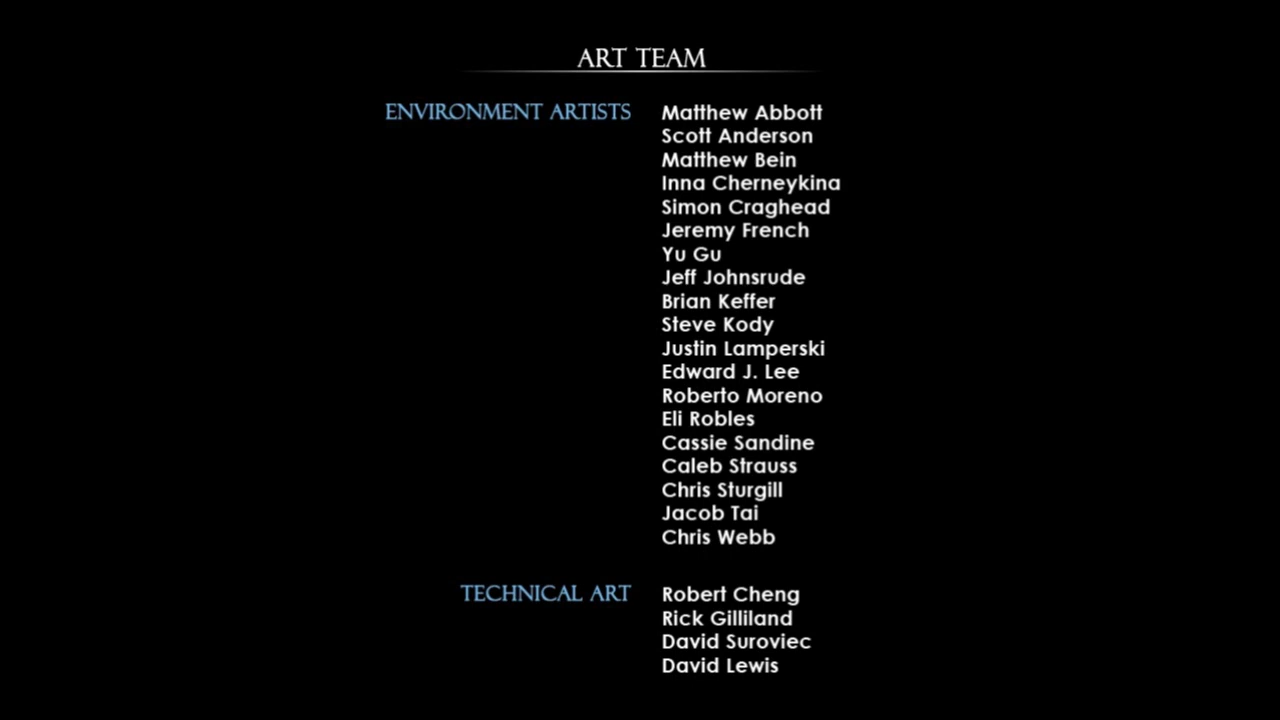 ART TEAM
ENVIRONMENT ARTISTS Matthew Abbott
Scott Anderson
Matthew Bein
Inna Cherneykina
Simon Craghead
Jeremy French
Yu Gu
Jeff Johnsrude
Brian Keffer
Steve Kody
Justin Lamperski
Edward J. Lee
Roberto Moreno
Eli Robles
Cassie Sandine
Caleb Strauss
Chris Sturgill
Jacob Tai
Chris Webb
TECHNICAL ART Robert Cheng
Rick Gilliland
David Suroviec
David Lewis